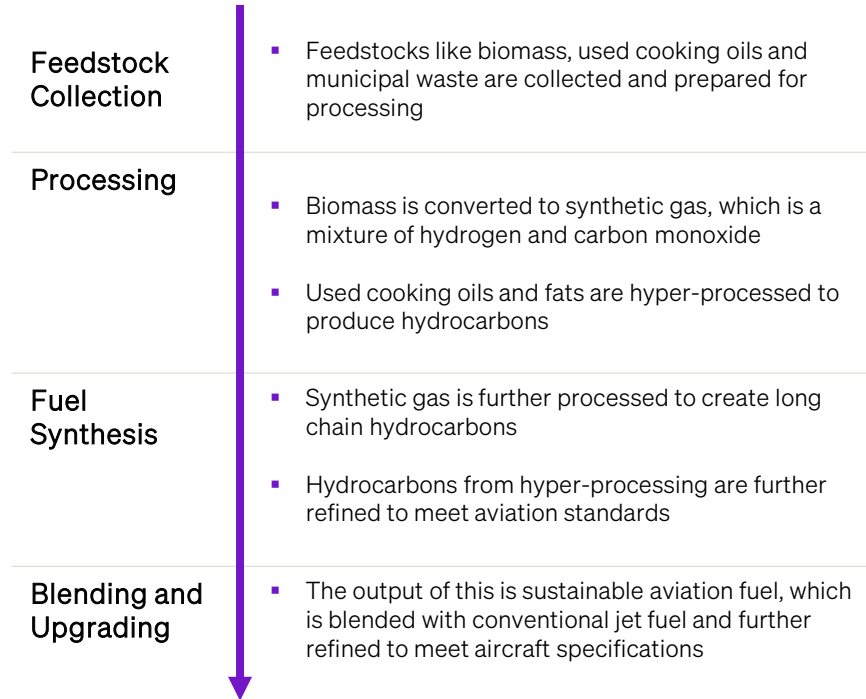 Feedstock
Collection
▪ Feedstocks like biomass, used cooking oils and
municipal waste are collected and prepared for
processing
Processing
▪ Biomass is converted to synthetic gas, which is a
mixture of hydrogen and carbon monoxide
▪ Used cooking oils and fats are hyper-processed to
produce hydrocarbons
Fuel
Synthesis
▪ Synthetic gas is further processed to create long
chain hydrocarbons
▪ Hydrocarbons from hyper-processing are further
refined to meet aviation standards
Blending and
Upgrading
▪ The output of this is sustainable aviation fuel, which
is blended with conventional jet fuel and further
refined to meet aircraft specifications